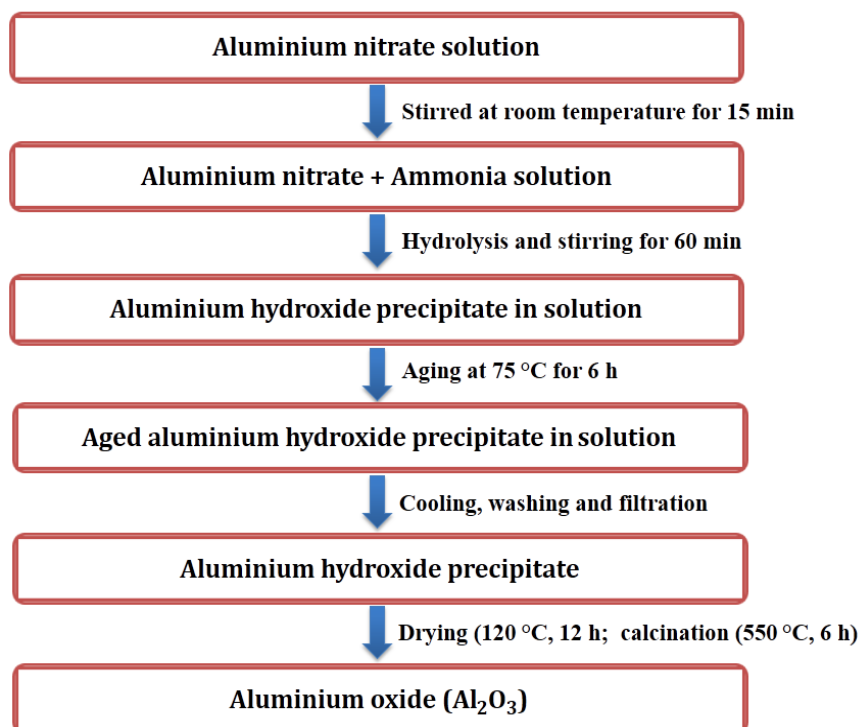 Aluminium nitrate solution
Stirred at room temperature for 15 min
Aluminium nitrate + Ammonia solution
Hydrolysis and stirring for 60 min
Aluminium hydroxide precipitate in solution
Aging at 75 °C for 6 h
Aged aluminium hydroxide precipitate in solution
Cooling, washing and filtration
Aluminium hydroxide precipitate
Drying (120 °C, 12 h;  calcination (550 °C, 6 h)
Aluminium oxide (Al₂O₃)